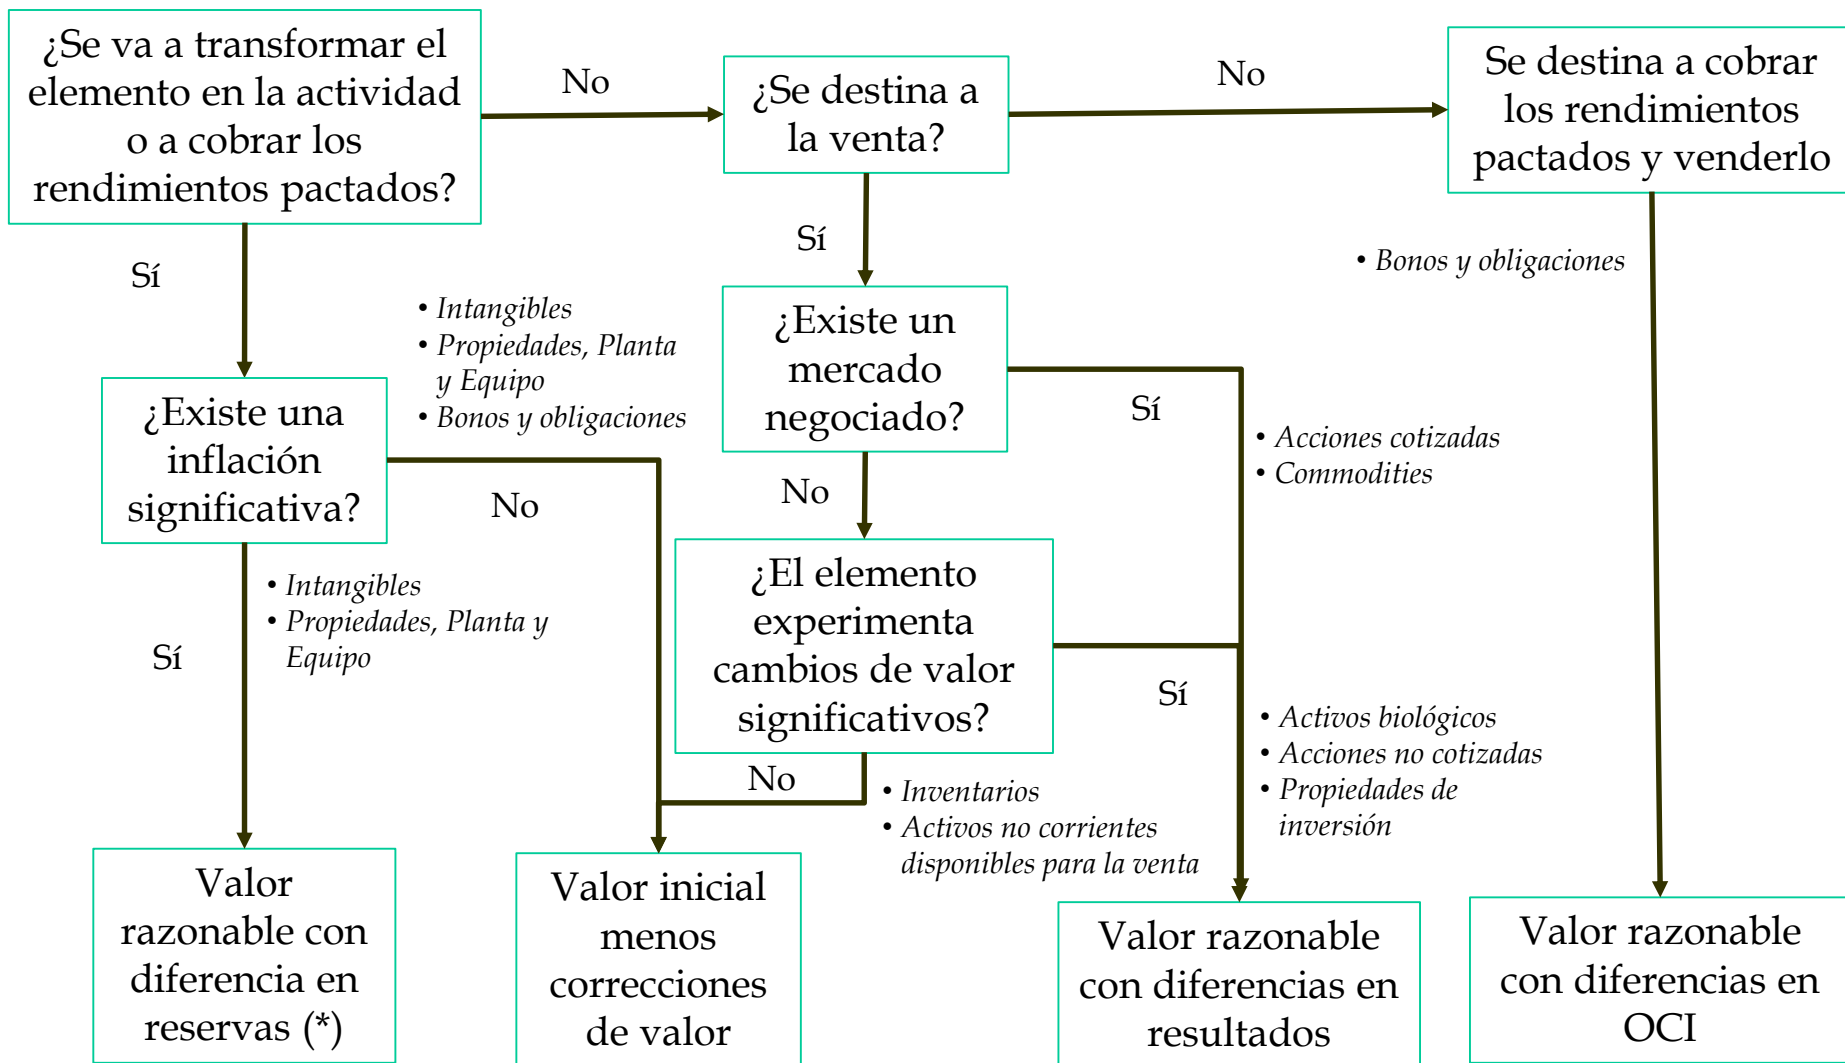 ¿Se va a transformar el
elemento en la actividad
o a cobrar los
rendimientos pactados?
No
¿Se destina a
la venta?
No
Se destina a cobrar
los rendimientos
pactados y venderlo
Sí
Sí
• Bonos y obligaciones
• Intangibles
• Propiedades, Planta
y Equipo
• Bonos y obligaciones
¿Existe un
mercado
negociado?
Sí
¿Existe una
inflación
significativa?
No
No
• Acciones cotizadas
• Commodities
• Intangibles
• Propiedades, Planta y
Equipo
Sí
¿El elemento
experimenta
cambios de valor
significativos?
Sí
• Activos biológicos
• Acciones no cotizadas
• Propiedades de
inversión
No
• Inventarios
• Activos no corrientes
disponibles para la venta
Valor
razonable con
diferencia en
reservas (*)
Valor inicial
menos
correcciones
de valor
Valor razonable
con diferencias en
resultados
Valor razonable
con diferencias en
OCI